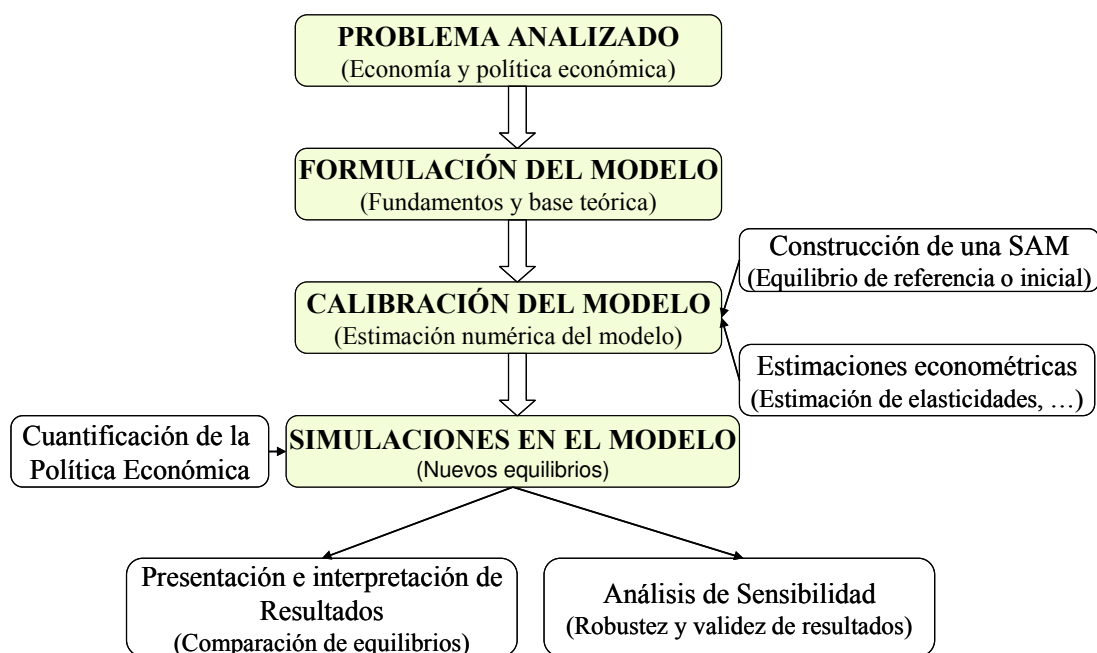 PROBLEMA ANALIZADO
(Economía y política económica)
FORMULACIÓN DEL MODELO
(Fundamentos y base teórica)
Construcción de una SAM
(Equilibrio de referencia o inicial)
CALIBRACIÓN DEL MODELO
(Estimación numérica del modelo)
Estimaciones econométricas
(Estimación de elasticidades, …)
Cuantificación de la
Política Económica
SIMULACIONES EN EL MODELO
(Nuevos equilibrios)
Presentación e interpretación de
Resultados
(Comparación de equilibrios)
Análisis de Sensibilidad
(Robustez y validez de resultados)